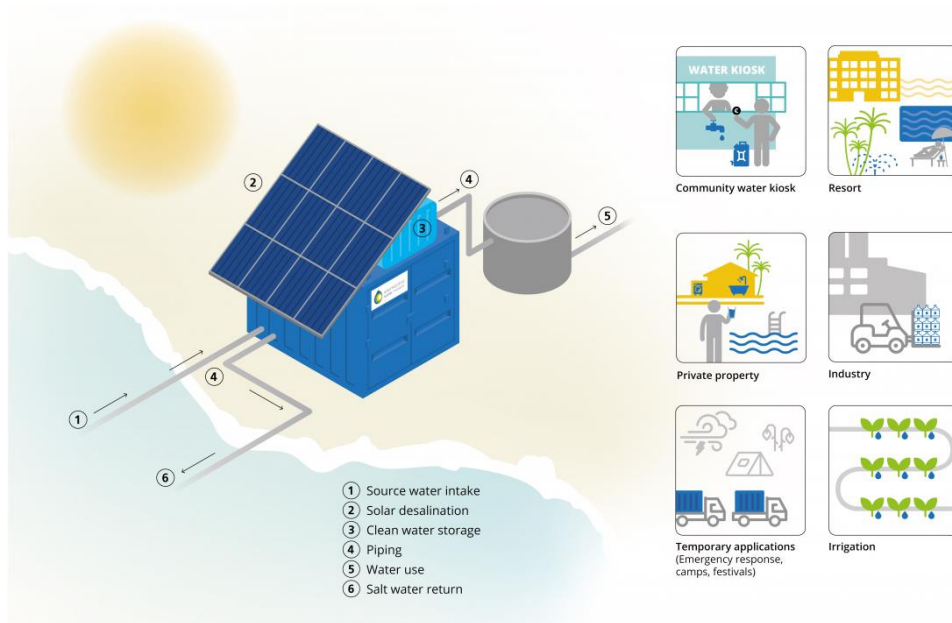 WATER KIOSK
€
Community water kiosk
Resort
2
4
3
5
Private property
Industry
4
1
6
1 Source water intake
2 Solar desalination
3 Clean water storage
4 Piping
5 Water use
6 Salt water return
Temporary applications
(Emergency response,
camps, festivals)
Irrigation